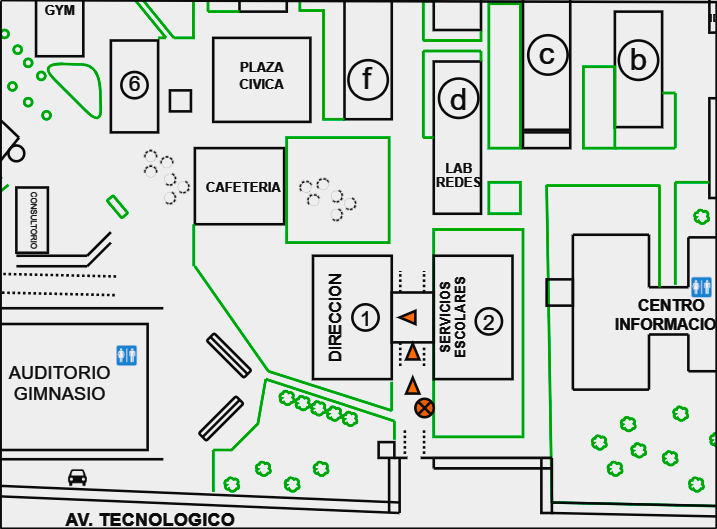 GYM
6
PLAZA
CIVICA
f
d
c
b
LAB
REDES
CAFETERIA
CONSULTORIO
DIRECCION
1
SERVICIOS
ESCOLARES
2
CENTRO
INFORMACIO
AUDITORIO
GIMNASIO
AV. TECNOLOGICO